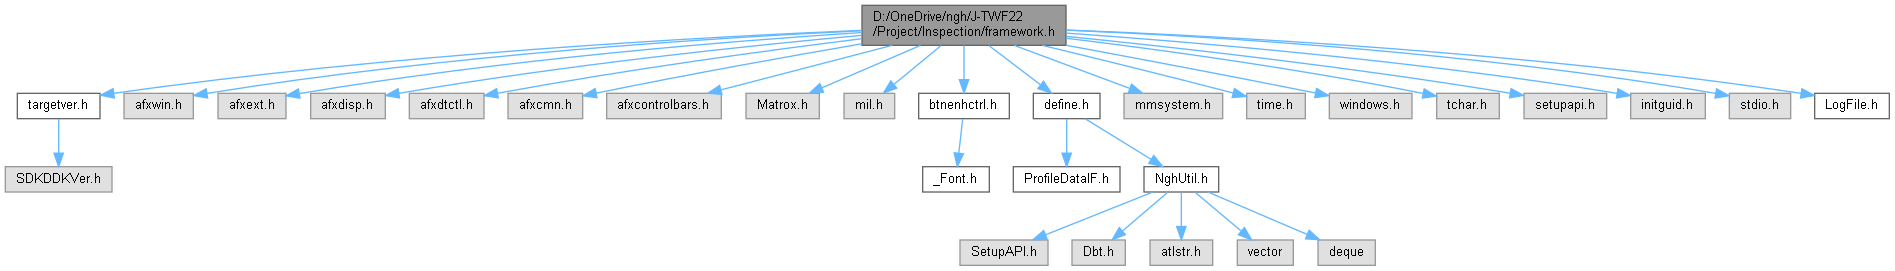 D:/OneDrive/ngh/J-TWF22
/Project/Inspection/framework.h
targetver.h
afxwin.h
afxext.h
afxdisp.h
afxdtctl.h
afxcmn.h
afxcontrolbars.h
Matrox.h
mil.h
btnenhctrl.h
define.h
mmsystem.h
time.h
windows.h
tchar.h
setupapi.h
initguid.h
stdio.h
LogFile.h
SDKDDKVer.h
_Font.h
ProfileDataIF.h
NghUtil.h
SetupAPI.h
Dbt.h
atlstr.h
vector
deque